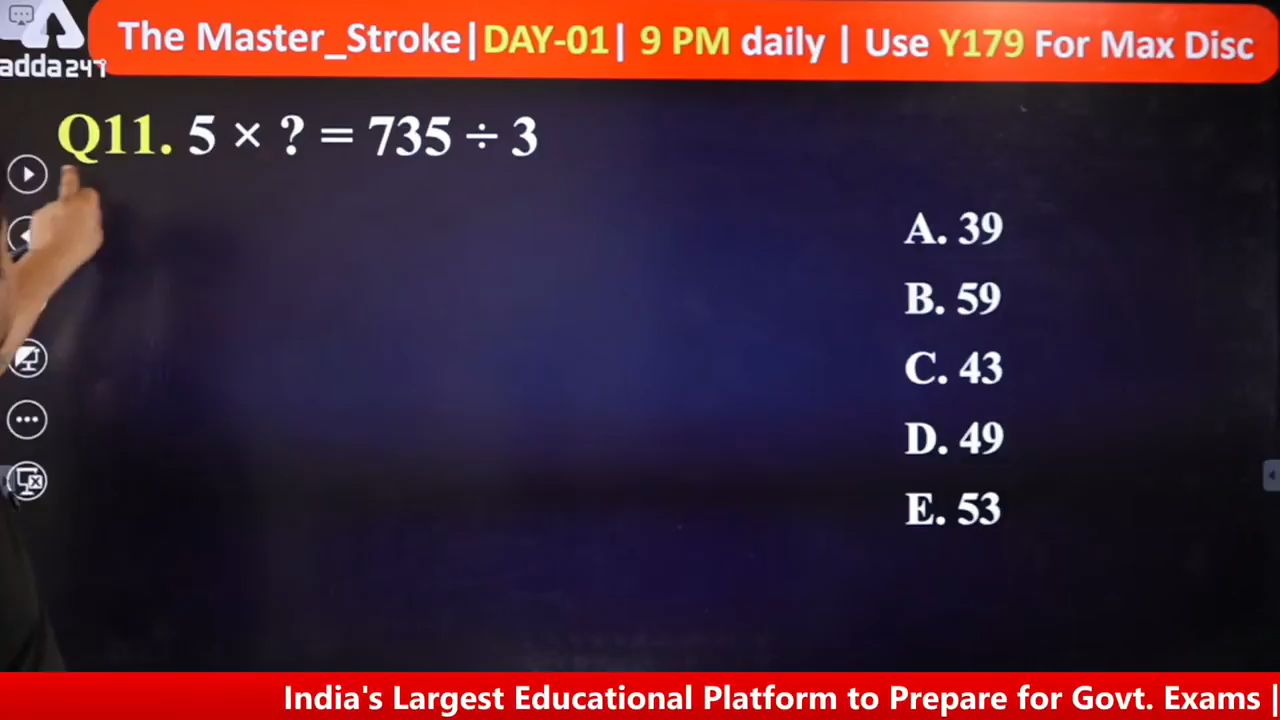 The Master_Stroke|DAY-01| 9 PM daily | Use Y179 For Max Disc
adda247
Q11. 5 × ? = 735 ÷ 3
A. 39
B. 59
C. 43
D. 49
E. 53
India's Largest Educational Platform to Prepare for Govt. Exams |